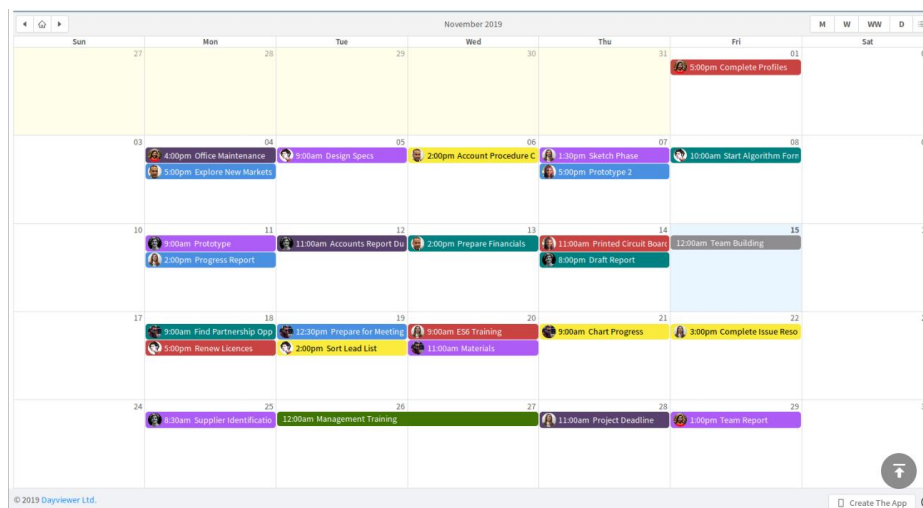 November 2019
M W WW D
Sun Mon Tue Wed Thu Fri Sat
27 28 29 30 31 01
5:00pm Complete Profiles
03 04 05 06 07 08
4:00pm Office Maintenance 9:00am Design Specs 2:00pm Account Procedure C 1:30pm Sketch Phase 10:00am Start Algorithm Form
5:00pm Explore New Markets 5:00pm Prototype 2
10 11 12 13 14 15
9:00am Prototype 11:00am Accounts Report Du 2:00pm Prepare Financials 11:00am Printed Circuit Board 12:00am Team Building
2:00pm Progress Report 8:00pm Draft Report
17 18 19 20 21 22
9:00am Find Partnership Opp 12:30pm Prepare for Meeting 9:00am ES6 Training 9:00am Chart Progress 3:00pm Complete Issue Reso
5:00pm Renew Licences 2:00pm Sort Lead List 11:00am Materials
24 25 26 27 28 29
8:30am Supplier Identificatio 12:00am Management Training 11:00am Project Deadline 1:00pm Team Report
© 2019 Dayviewer Ltd. Create The App